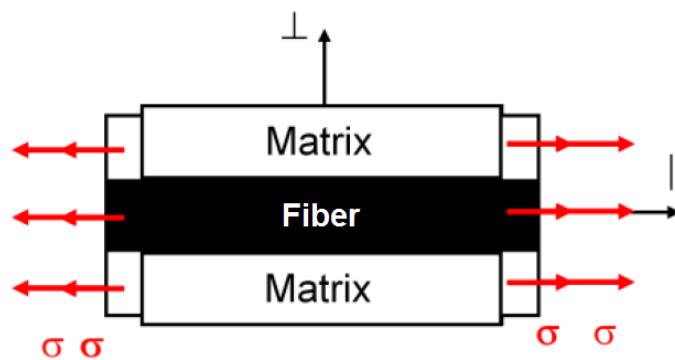 ⊥
Matrix
Fiber
|
Matrix
σ σ σ σ